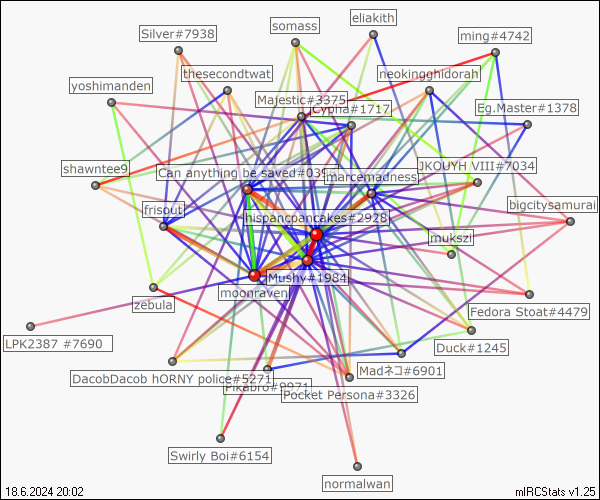 eliakith
somass
Silver#7938
ming#4742
thesecondtwat
neokingghidorah
yoshimanden
Majestic#3375
Cypha#1717
Eg.Master#1378
shawntee9
JKOUYH VIII#7034
Can anything be saved#039
marcemadness
bigcitysamurai
frisout
hispancpancakes#2928
mukszi
Mushy#1984
moonraven
zebula
Fedora Stoat#4479
LPK2387 #7690
Duck#1245
Madネコ#6901
DacobDacob hORNY police#5271
Pocket Persona#3326
Swirly Boi#6154
normalwan
18.6.2024 20:02
mIRCStats v1.25